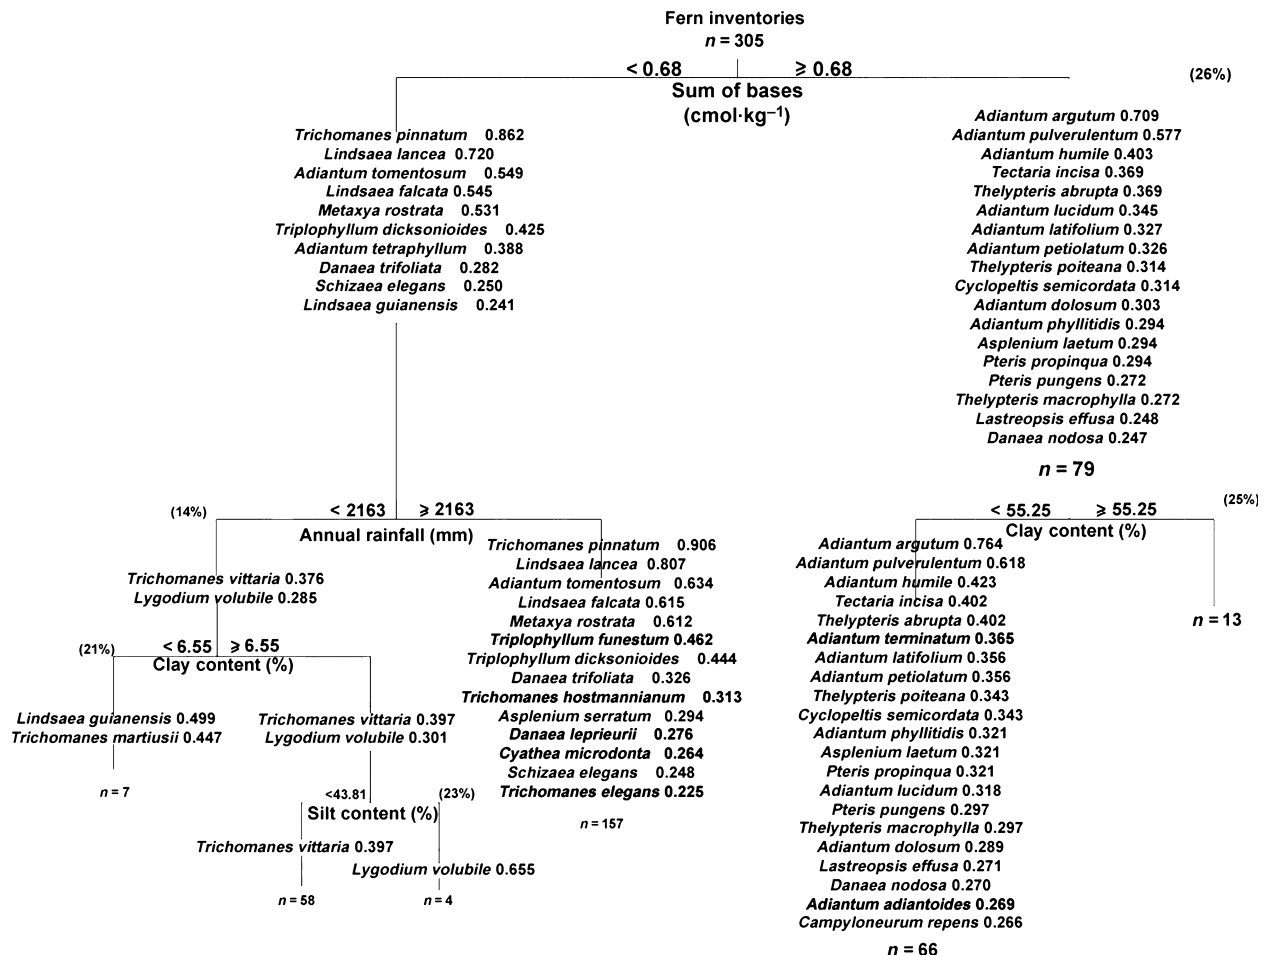 Fern inventories
n = 305
< 0.68 ⩾ 0.68
(26%)
Sum of bases
(cmol·kg–1)
Trichomanes pinnatum 0.862
Lindsaea lancea 0.720
Adiantum tomentosum 0.549
Lindsaea falcata 0.545
Metaxya rostrata 0.531
Triplophyllum dicksonioides 0.425
Adiantum tetraphyllum 0.388
Danaea trifoliata 0.282
Schizaea elegans 0.250
Lindsaea guianensis 0.241
Adiantum argutum 0.709
Adiantum pulverulentum 0.577
Adiantum humile 0.403
Tectaria incisa 0.369
Thelypteris abrupta 0.369
Adiantum lucidum 0.345
Adiantum latifolium 0.327
Adiantum petiolatum 0.326
Thelypteris poiteana 0.314
Cyclopeltis semicordata 0.314
Adiantum dolosum 0.303
Adiantum phyllitidis 0.294
Asplenium laetum 0.294
Pteris propinqua 0.294
Pteris pungens 0.272
Thelypteris macrophylla 0.272
Lastreopsis effusa 0.248
Danaea nodosa 0.247
n = 79
(14%)
< 2163 ⩾ 2163
Annual rainfall (mm)
Trichomanes vittaria 0.376
Lygodium volubile 0.285
(21%)
< 6.55 ⩾ 6.55
Clay content (%)
Lindsaea guianensis 0.499
Trichomanes martiusii 0.447
n = 7
Trichomanes vittaria 0.397
Lygodium volubile 0.301
<43.81
(23%)
Silt content (%)
Trichomanes vittaria 0.397
n = 58
Lygodium volubile 0.655
n = 4
Trichomanes pinnatum 0.906
Lindsaea lancea 0.807
Adiantum tomentosum 0.634
Lindsaea falcata 0.615
Metaxya rostrata 0.612
Triplophyllum funestum 0.462
Triplophyllum dicksonioides 0.444
Danaea trifoliata 0.326
Trichomanes hostmannianum 0.313
Asplenium serratum 0.294
Danaea leprieurii 0.276
Cyathea microdonta 0.264
Schizaea elegans 0.248
Trichomanes elegans 0.225
n = 157
< 55.25 ⩾ 55.25
(25%)
Clay content (%)
Adiantum argutum 0.764
Adiantum pulverulentum 0.618
Adiantum humile 0.423
Tectaria incisa 0.402
Thelypteris abrupta 0.402
Adiantum terminatum 0.365
Adiantum latifolium 0.356
Adiantum petiolatum 0.356
Thelypteris poiteana 0.343
Cyclopeltis semicordata 0.343
Adiantum phyllitidis 0.321
Asplenium laetum 0.321
Pteris propinqua 0.321
Adiantum lucidum 0.318
Pteris pungens 0.297
Thelypteris macrophylla 0.297
Adiantum dolosum 0.289
Lastreopsis effusa 0.271
Danaea nodosa 0.270
Adiantum adiantoides 0.269
Campyloneurum repens 0.266
n = 66
n = 13